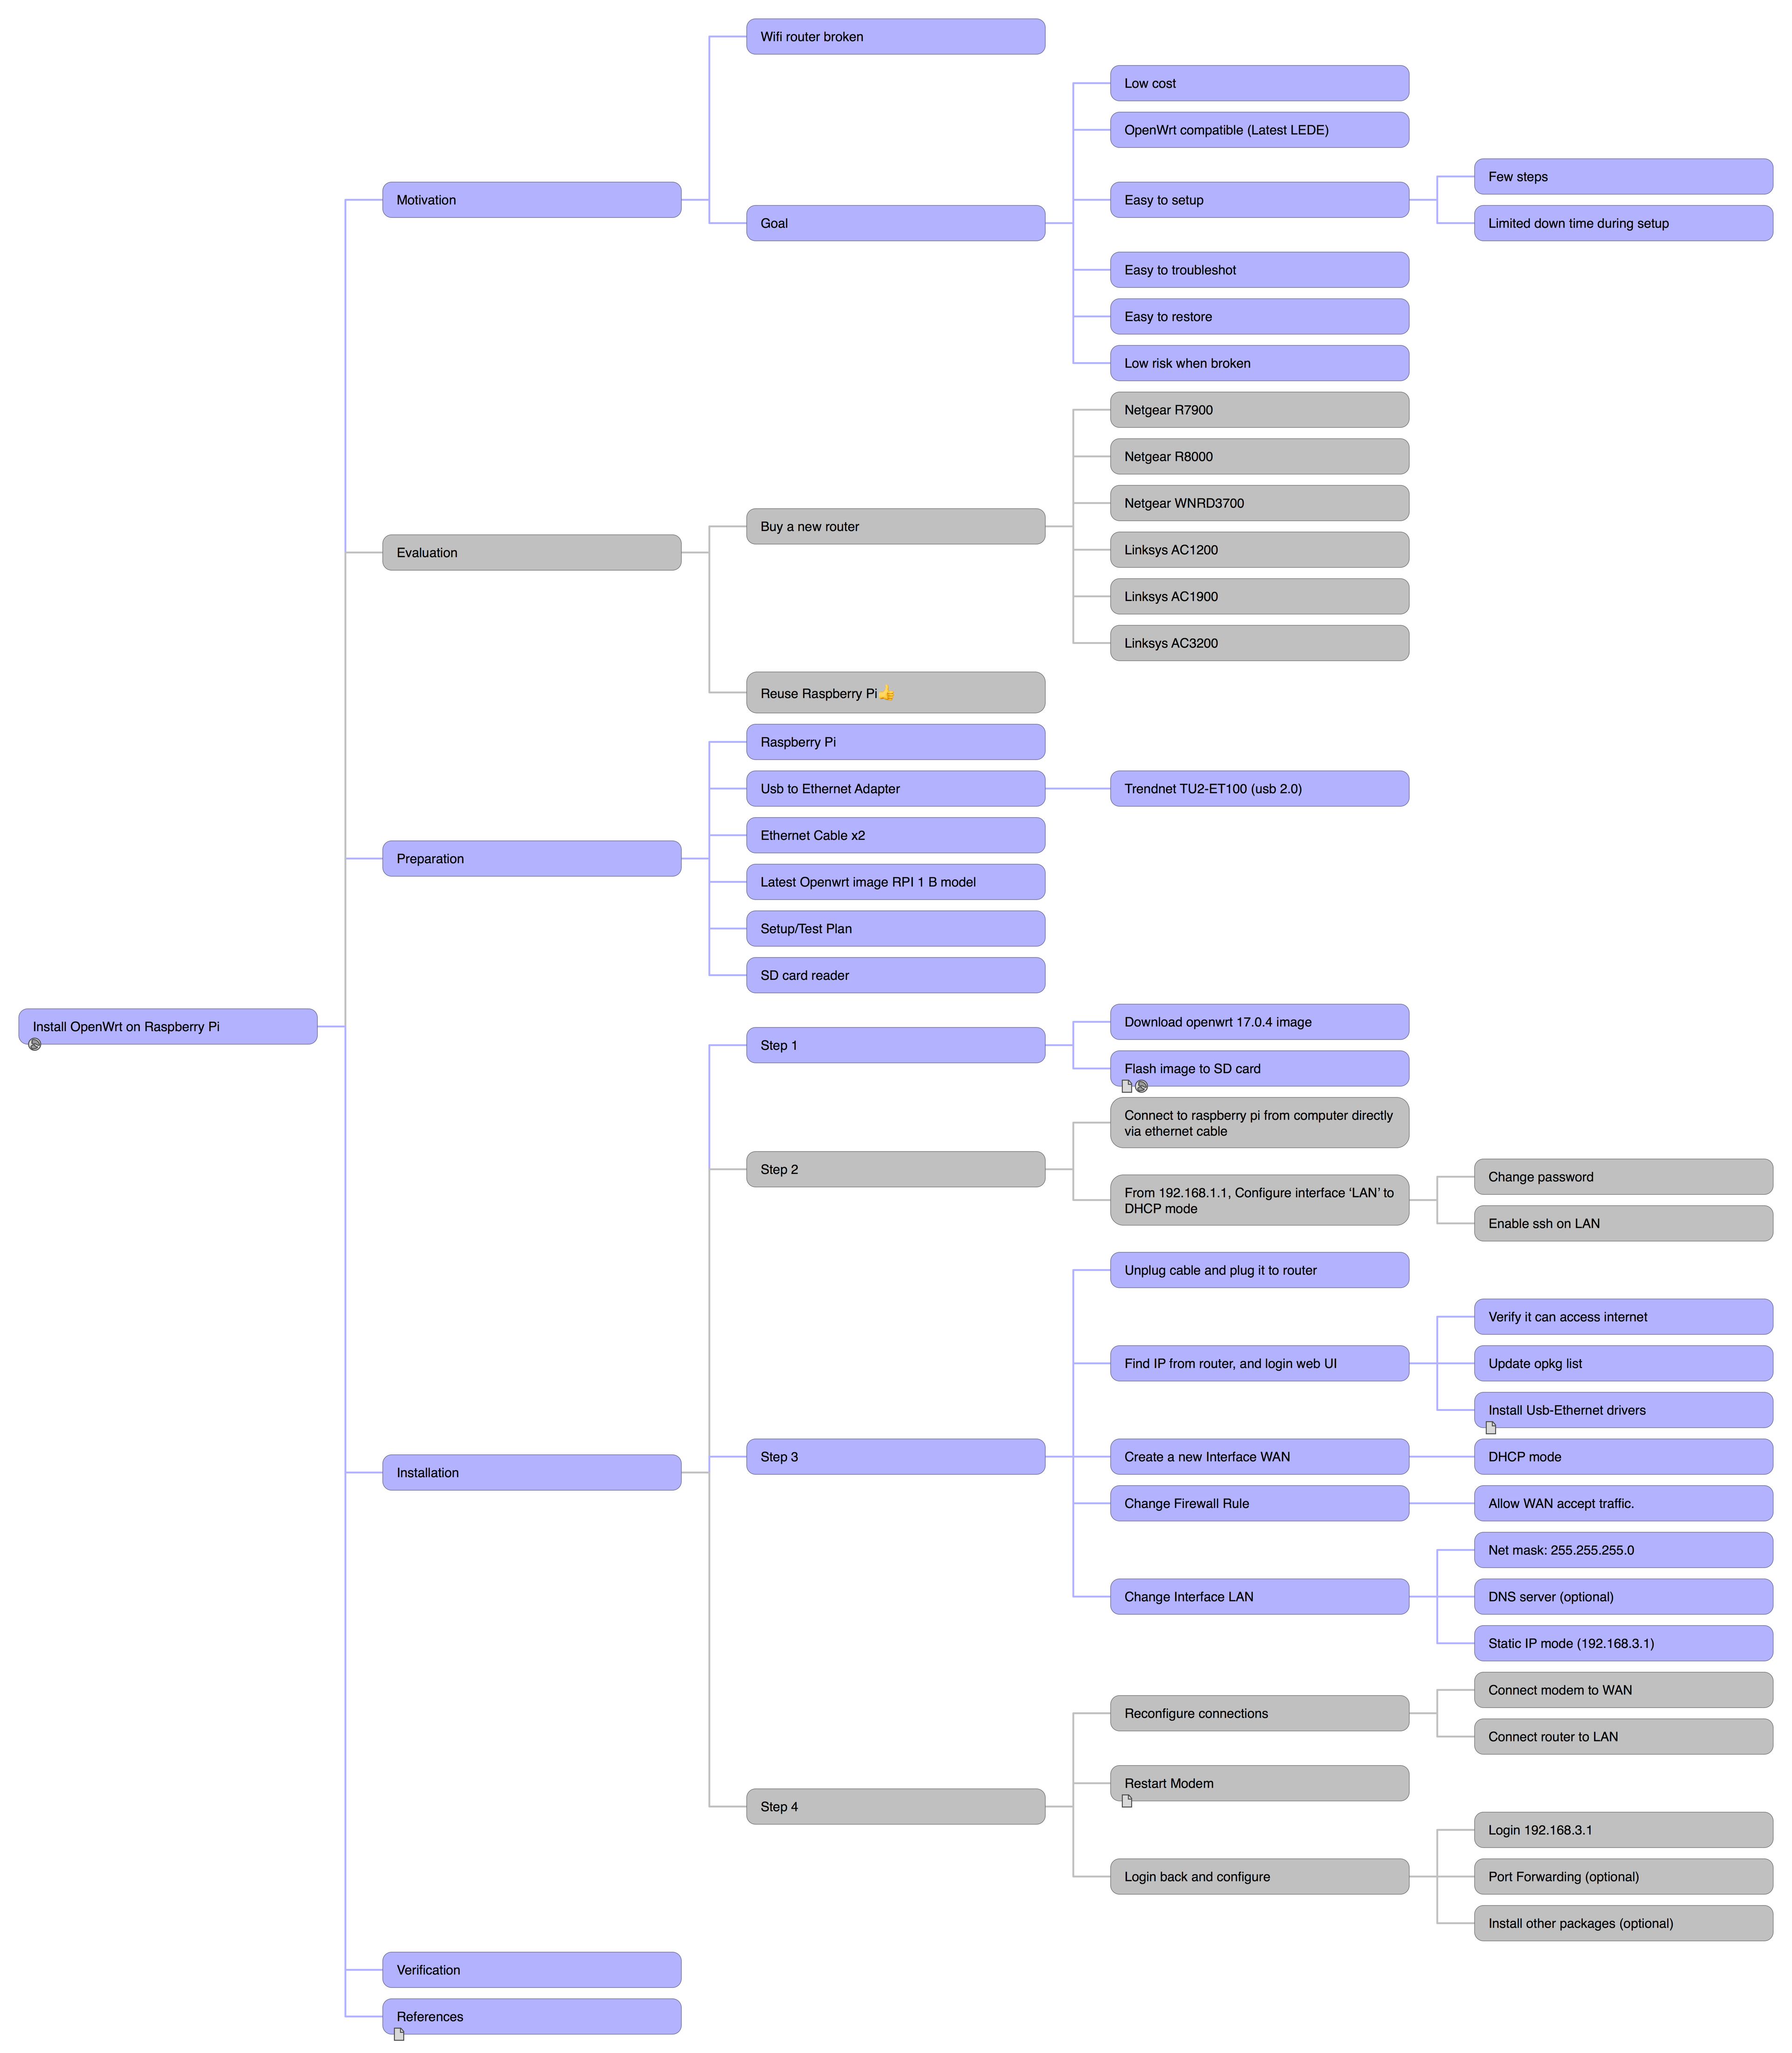 Install OpenWrt on Raspberry Pi
Motivation
Wifi router broken
Goal
Low cost
OpenWrt compatible (Latest LEDE)
Easy to setup
Few steps
Limited down time during setup
Easy to troubleshot
Easy to restore
Low risk when broken
Evaluation
Buy a new router
Netgear R7900
Netgear R8000
Netgear WNRD3700
Linksys AC1200
Linksys AC1900
Linksys AC3200
Reuse Raspberry Pi👍
Preparation
Raspberry Pi
Usb to Ethernet Adapter
Trendnet TU2-ET100 (usb 2.0)
Ethernet Cable x2
Latest Openwrt image RPI 1 B model
Setup/Test Plan
SD card reader
Installation
Step 1
Download openwrt 17.0.4 image
Flash image to SD card
Step 2
Connect to raspberry pi from computer directly
via ethernet cable
From 192.168.1.1, Configure interface ‘LAN’ to
DHCP mode
Change password
Enable ssh on LAN
Step 3
Unplug cable and plug it to router
Find IP from router, and login web UI
Verify it can access internet
Update opkg list
Install Usb-Ethernet drivers
Create a new Interface WAN
DHCP mode
Change Firewall Rule
Allow WAN accept traffic.
Change Interface LAN
Net mask: 255.255.255.0
DNS server (optional)
Static IP mode (192.168.3.1)
Step 4
Reconfigure connections
Connect modem to WAN
Connect router to LAN
Restart Modem
Login back and configure
Login 192.168.3.1
Port Forwarding (optional)
Install other packages (optional)
Verification
References